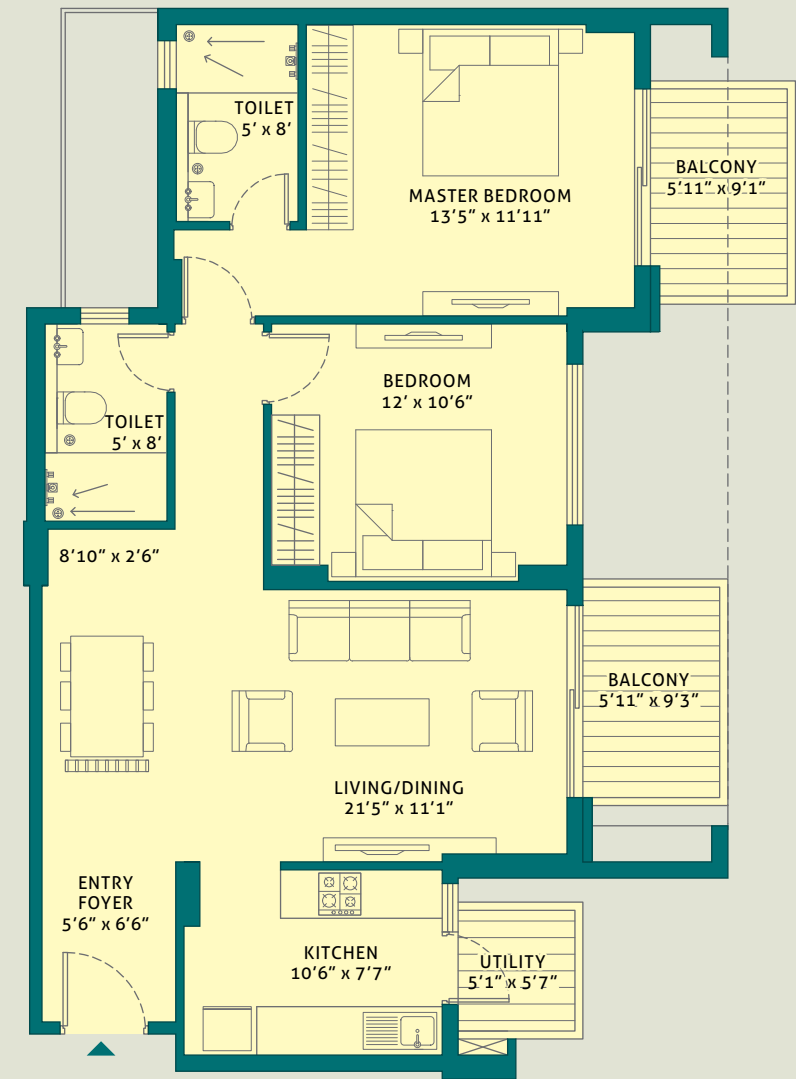 TOILET
5' x 8'
MASTER BEDROOM
13'5" x 11'11"
BALCONY
5'11" x 9'1"
BEDROOM
12' x 10'6"
TOILET
5' x 8'
8'10" x 2'6"
BALCONY
5'11" x 9'3"
LIVING/DINING
21'5" x 11'1"
ENTRY
FOYER
5'6" x 6'6"
KITCHEN
10'6" x 7'7"
UTILITY
5'1" x 5'7"